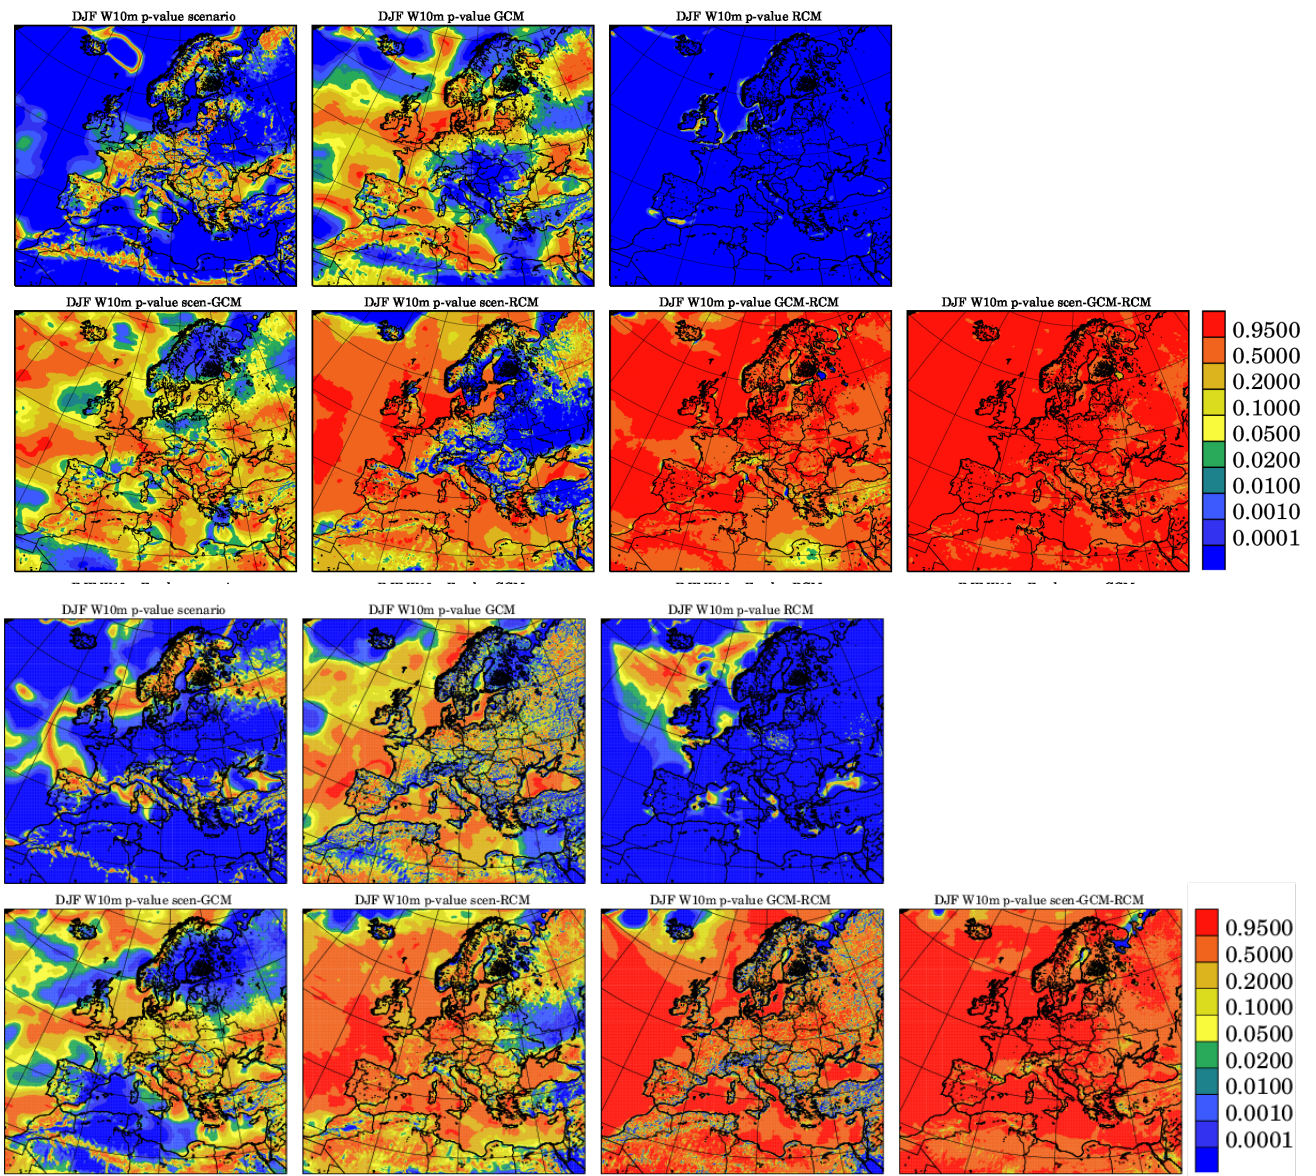 DJF W10m p-value scenario
DJF W10m p-value GCM
DJF W10m p-value RCM
DJF W10m p-value scen-GCM
DJF W10m p-value scen-RCM
DJF W10m p-value GCM-RCM
DJF W10m p-value scen-GCM-RCM
0.9500
0.5000
0.2000
0.1000
0.0500
0.0200
0.0100
0.0010
0.0001
DJF W10m p-value scenario
DJF W10m p-value GCM
DJF W10m p-value RCM
DJF W10m p-value scen-GCM
DJF W10m p-value scen-RCM
DJF W10m p-value GCM-RCM
DJF W10m p-value scen-GCM-RCM
0.9500
0.5000
0.2000
0.1000
0.0500
0.0200
0.0100
0.0010
0.0001